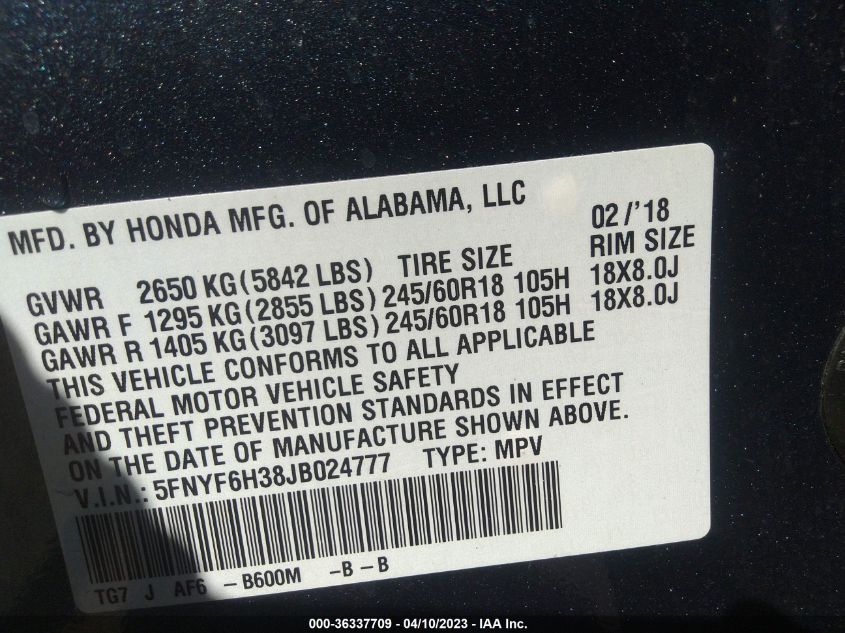 MFD. BY HONDA MFG. OF ALABAMA, LLC 02/'18
GVWR 2650 KG (5842 LBS) TIRE SIZE RIM SIZE
GAWR F 1295 KG (2855 LBS) 245/60R18 105H 18X8.0J
GAWR R 1405 KG (3097 LBS) 245/60R18 105H 18X8.0J
THIS VEHICLE CONFORMS TO ALL APPLICABLE
FEDERAL MOTOR VEHICLE SAFETY
AND THEFT PREVENTION STANDARDS IN EFFECT
ON THE DATE OF MANUFACTURE SHOWN ABOVE.
V.I.N.: 5FNYF6H38JB024777 TYPE: MPV
TG7 J AF6 -B600M -B -B
000-36337709 - 04/10/2023 - IAA Inc.